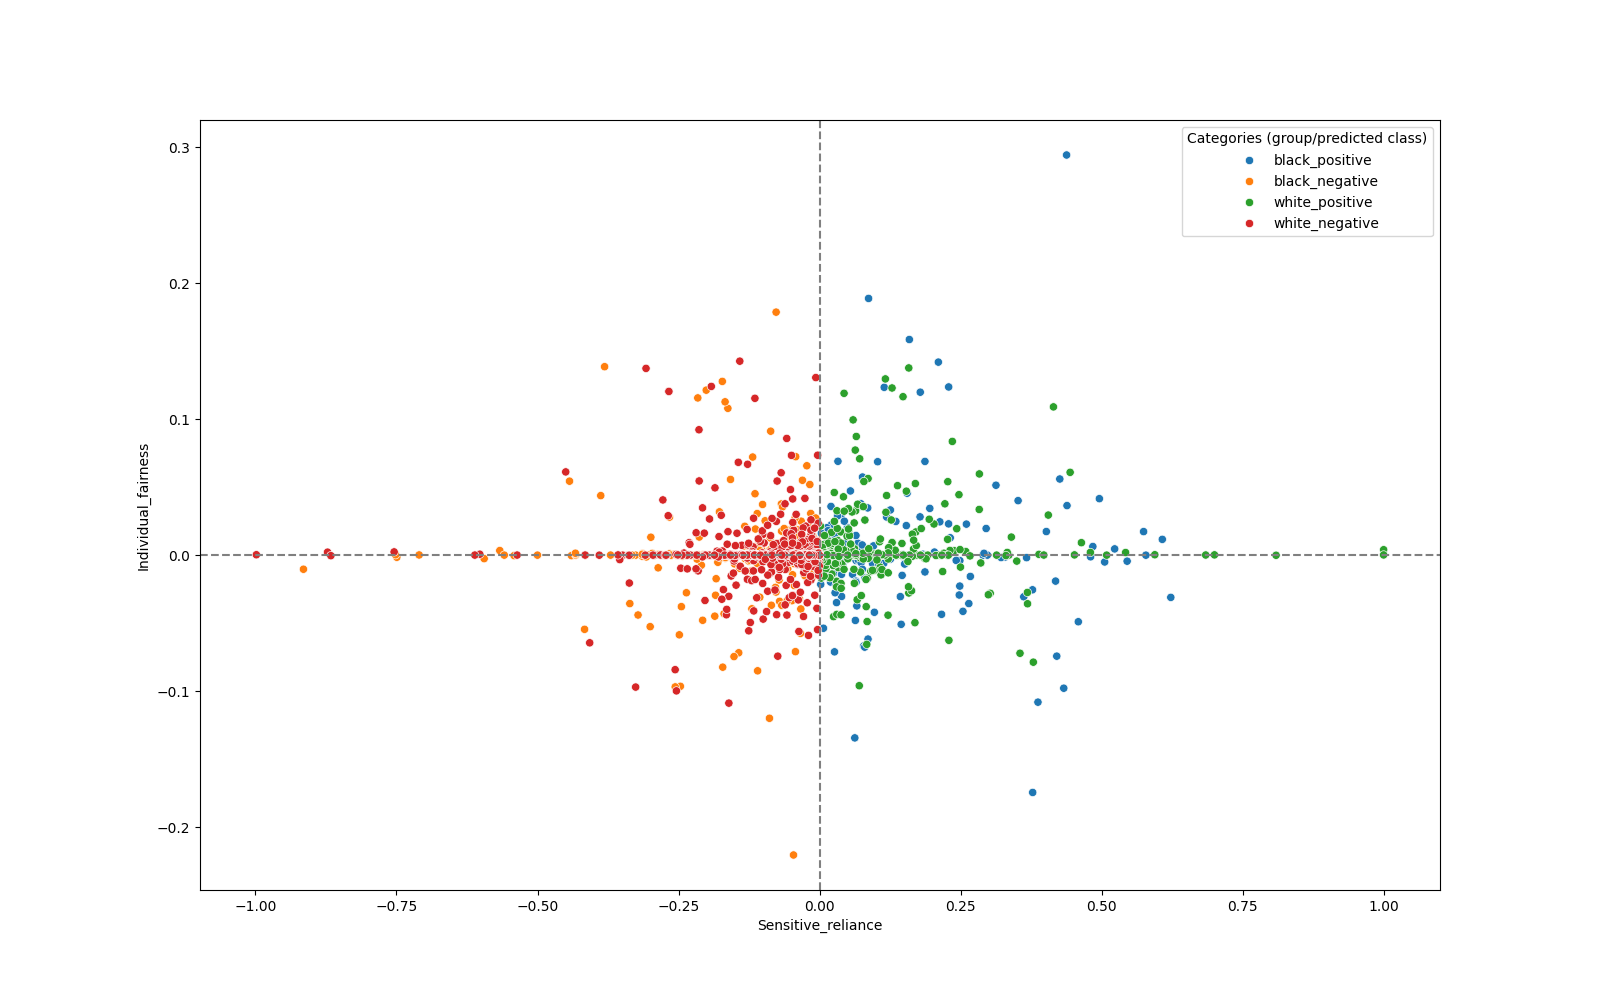 Categories (group/predicted class)
black_positive
black_negative
white_positive
white_negative
0.3
0.2
0.1
0.0
−0.1
−0.2
Individual_fairness
−1.00 −0.75 −0.50 −0.25 0.00 0.25 0.50 0.75 1.00
Sensitive_reliance